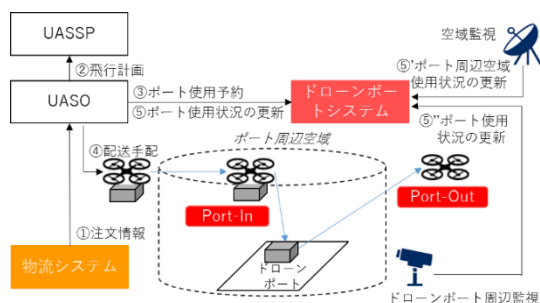 UASSP
空域監視
②飛行計画
⑤'ポート周辺空域
使用状況の更新
UASO
③ポート使用予約
⑤ポート使用状況の更新
ドローンポー
トシステム
⑤''ポート使用
状況の更新
④配送手配
ポート周辺空域
Port-In
Port-Out
①注文情報
物流システム
ドローン
ポート
ドローンポート周辺監視